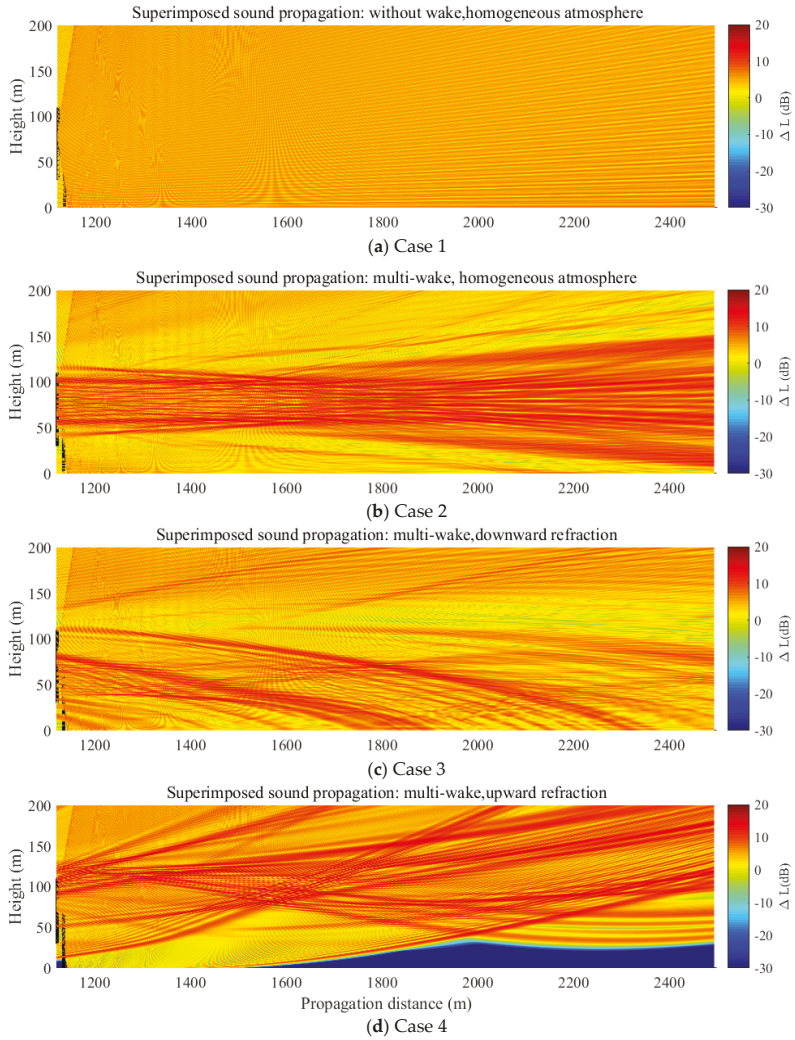 Superimposed sound propagation: without wake,homogeneous atmosphere
200
150
100
50
0
Height (m)
1200 1400 1600 1800 2000 2200 2400
20
10
0
-10
-20
-30
Δ L (dB)
(a) Case 1
Superimposed sound propagation: multi-wake, homogeneous atmosphere
200
150
100
50
0
Height (m)
1200 1400 1600 1800 2000 2200 2400
20
10
0
-10
-20
-30
Δ L (dB)
(b) Case 2
Superimposed sound propagation: multi-wake,downward refraction
200
150
100
50
0
Height (m)
1200 1400 1600 1800 2000 2200 2400
20
10
0
-10
-20
-30
Δ L(dB)
(c) Case 3
Superimposed sound propagation: multi-wake,upward refraction
200
150
100
50
0
Height (m)
1200 1400 1600 1800 2000 2200 2400
Propagation distance (m)
20
10
0
-10
-20
-30
Δ L(dB)
(d) Case 4